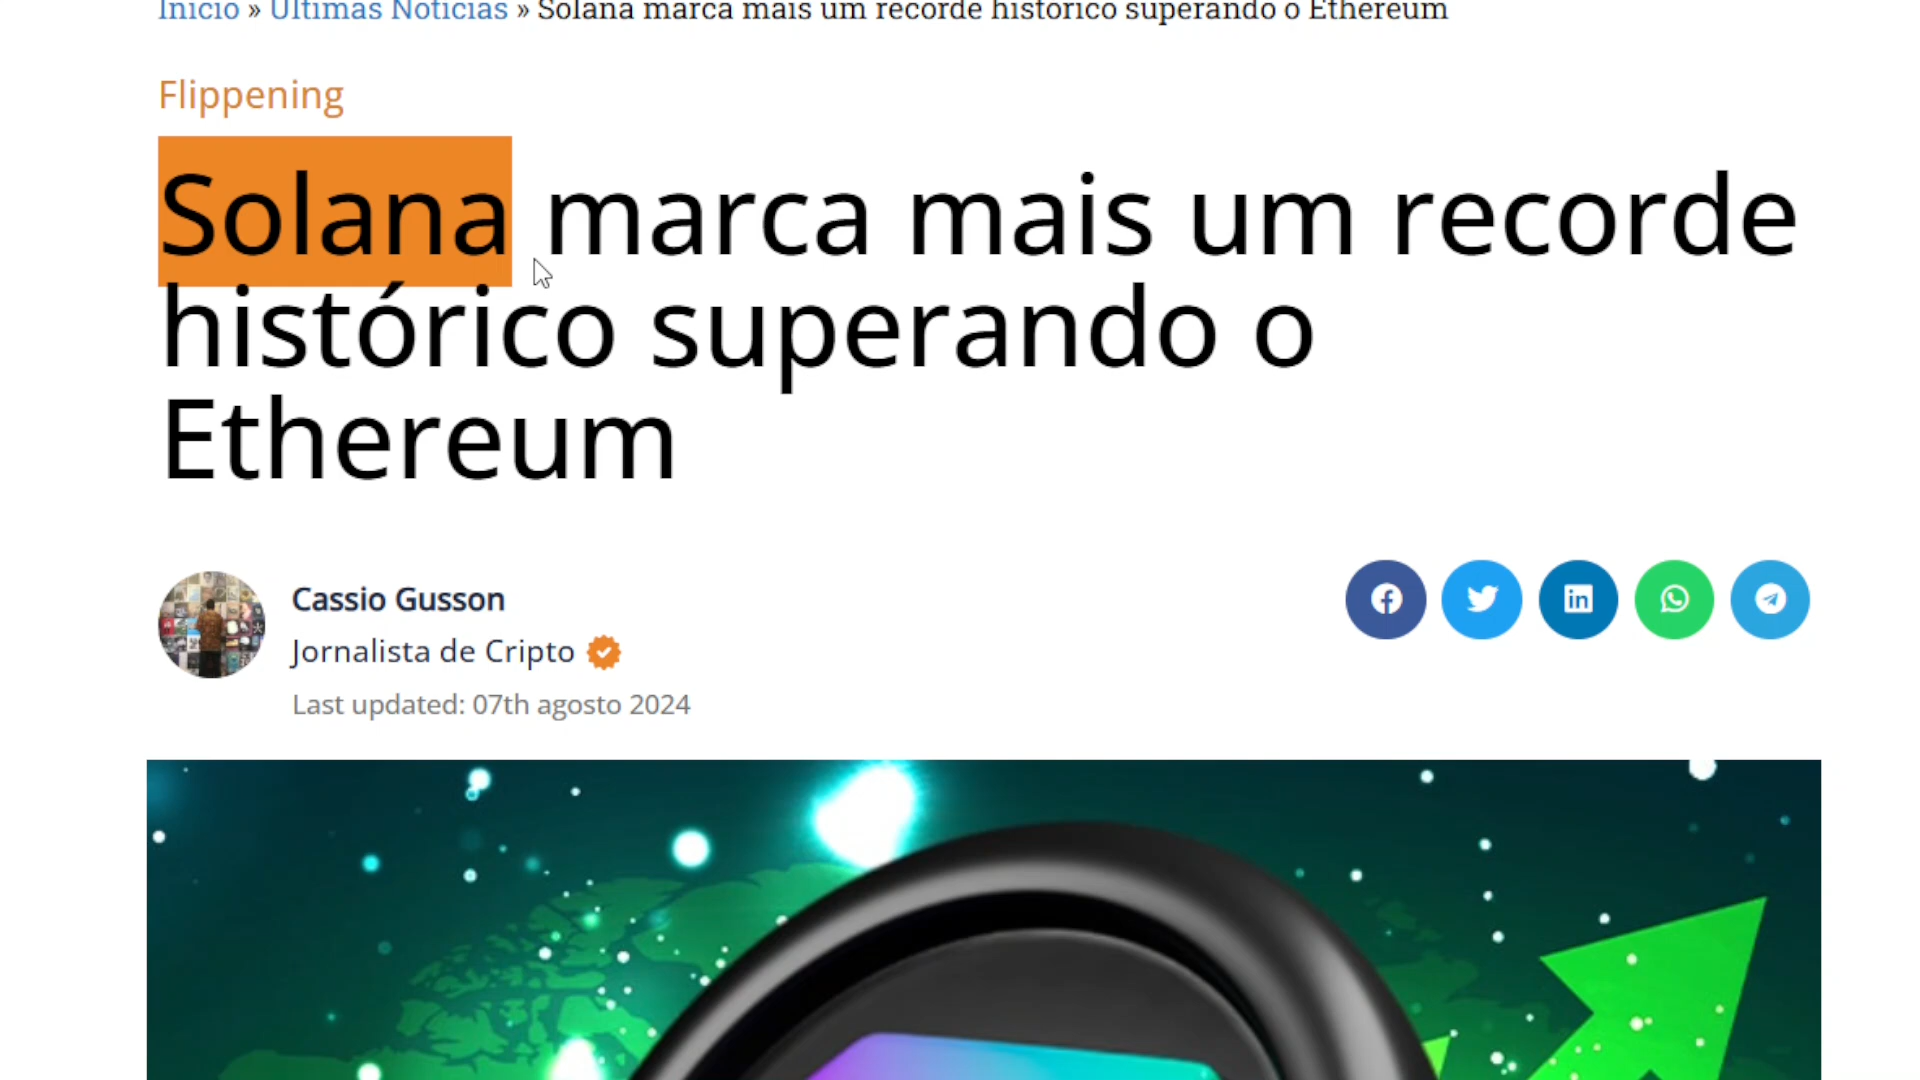 Início » Últimas Notícias » Solana marca mais um recorde histórico superando o Ethereum
Flippening
Solana marca mais um recorde
histórico superando o
Ethereum
Cassio Gusson
Jornalista de Cripto
Last updated: 07th agosto 2024